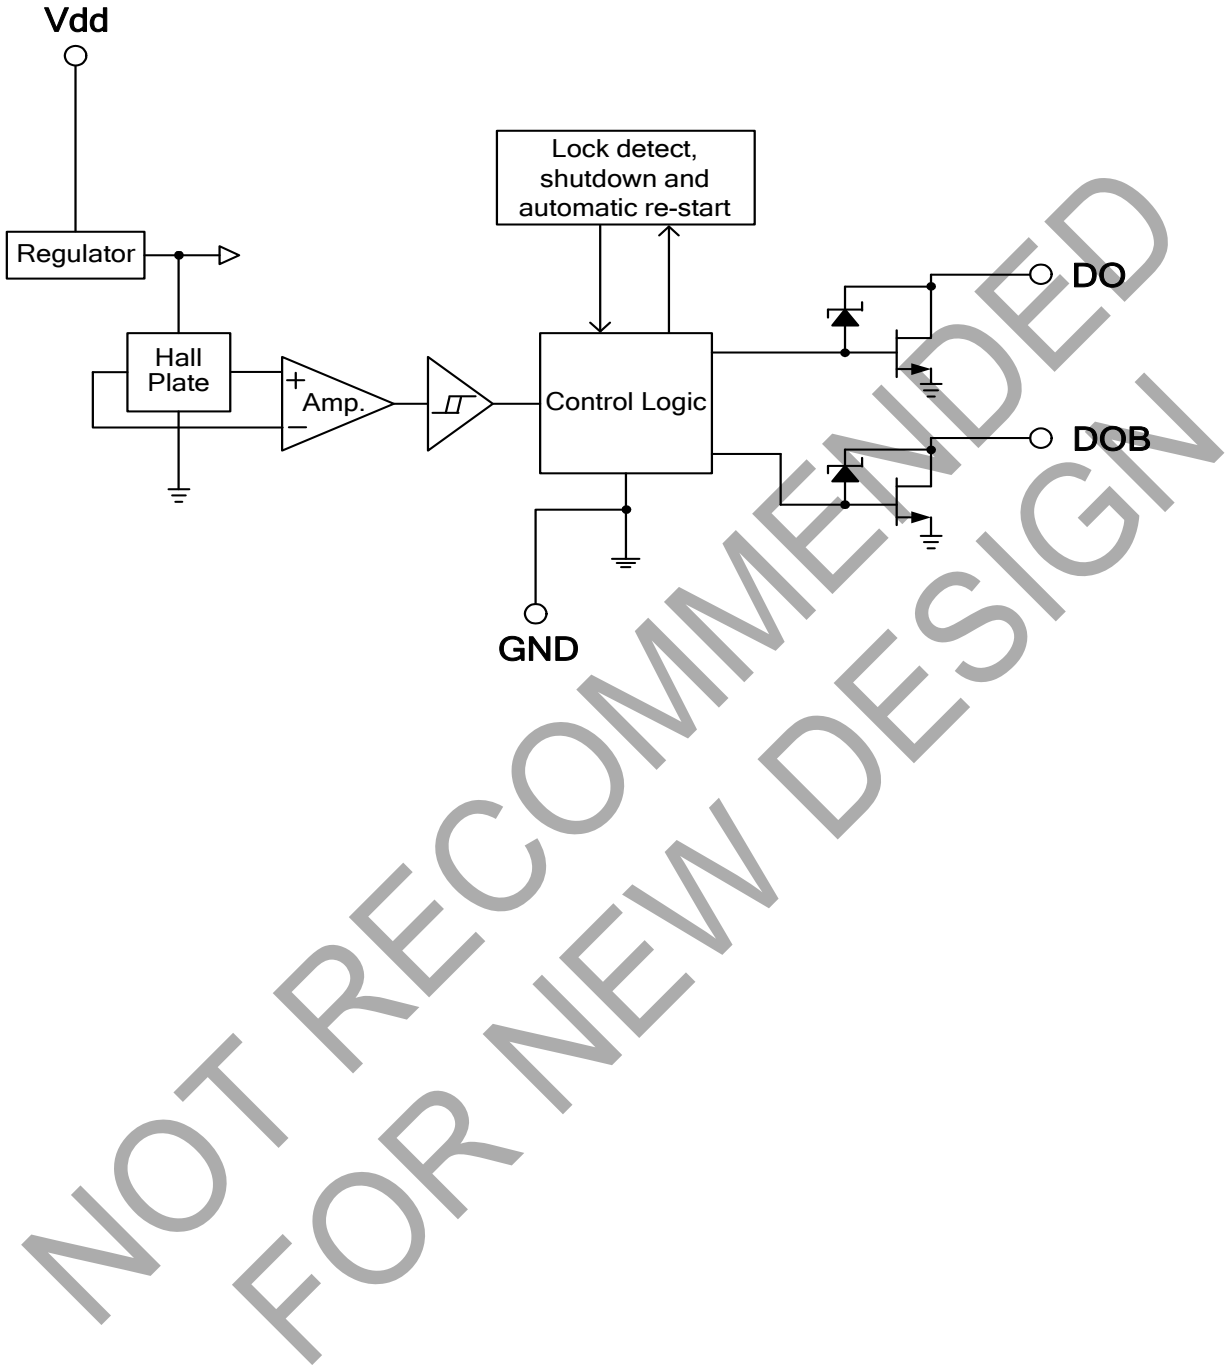 Vdd
Lock detect,
shutdown and
automatic re-start
Regulator
DO
Hall
Plate
+
Amp.
−
Control Logic
DOB
GND
NOT RECOMMENDED
FOR NEW DESIGN